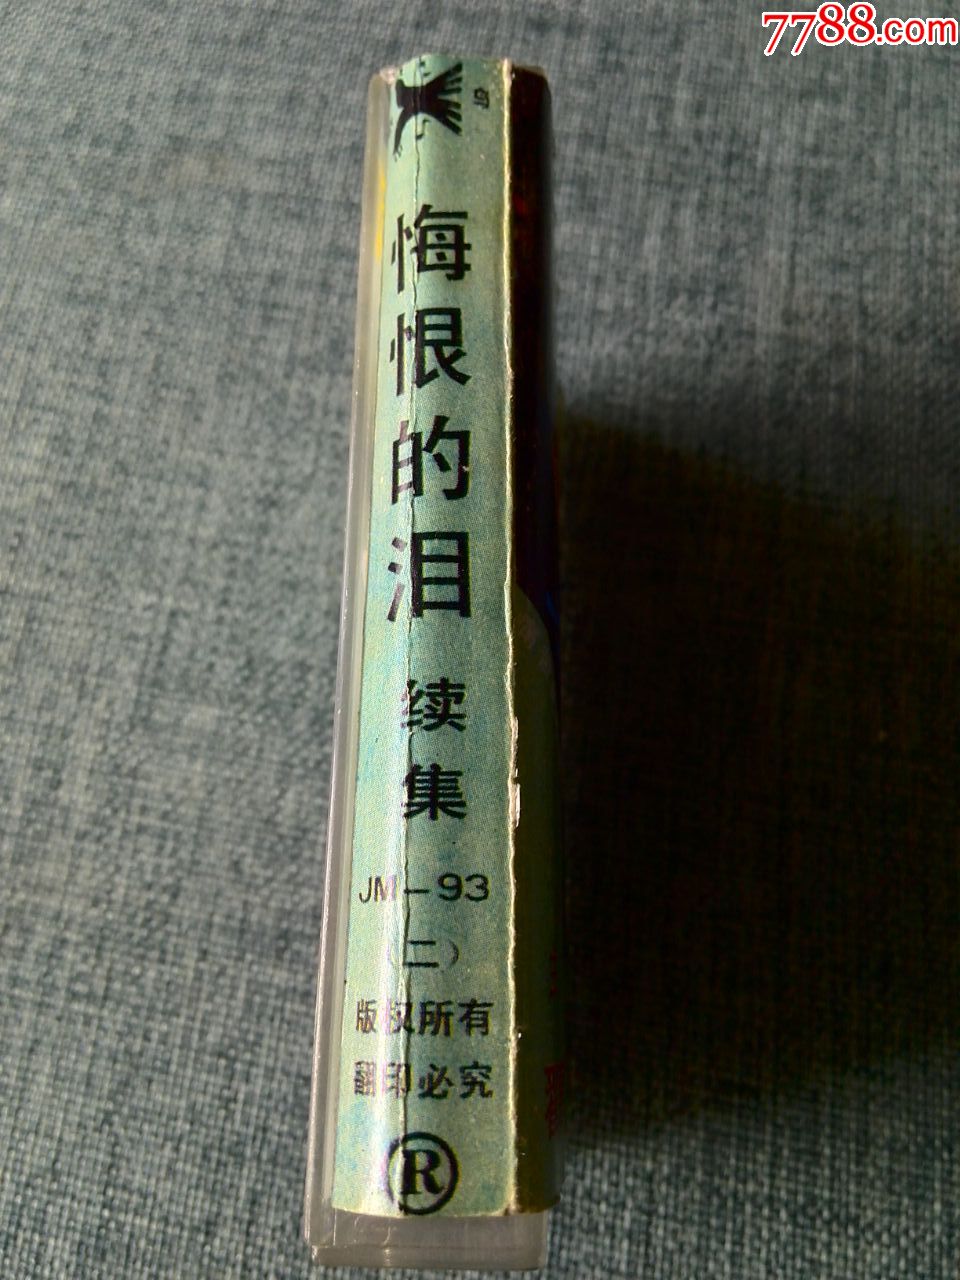 7788.com
悔恨的泪
续集
JM-93
(二)
版权所有
翻印必究
R